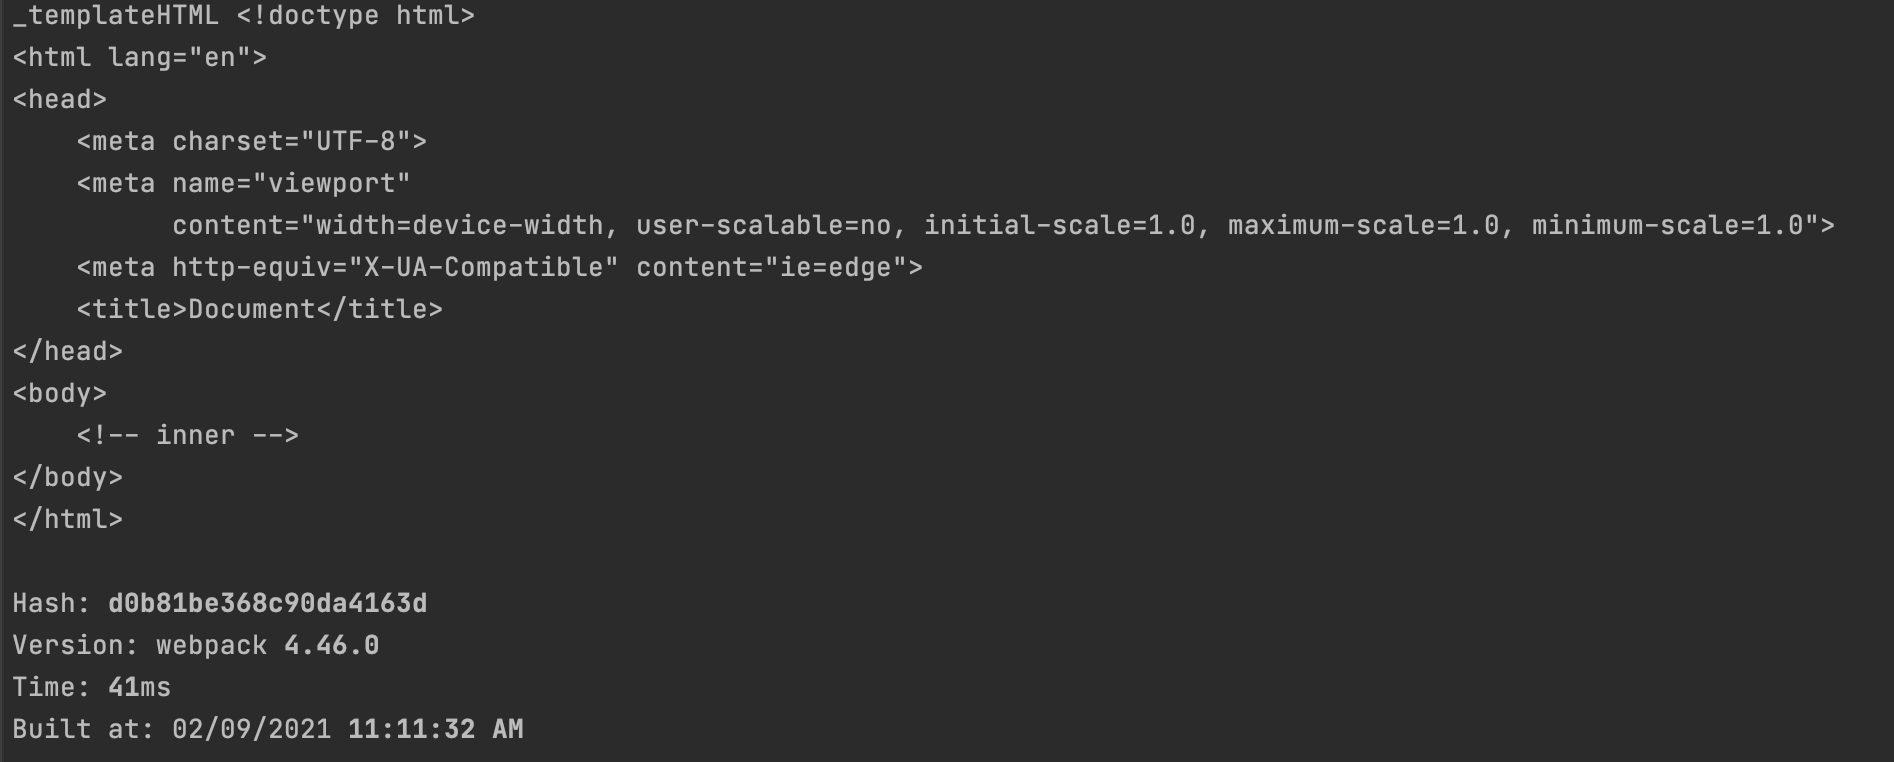 _templateHTML <!doctype html>
<html lang="en">
<head>
    <meta charset="UTF-8">
    <meta name="viewport"
          content="width=device-width, user-scalable=no, initial-scale=1.0, maximum-scale=1.0, minimum-scale=1.0">
    <meta http-equiv="X-UA-Compatible" content="ie=edge">
    <title>Document</title>
</head>
<body>
    <!-- inner -->
</body>
</html>

Hash: d0b81be368c90da4163d
Version: webpack 4.46.0
Time: 41ms
Built at: 02/09/2021 11:11:32 AM